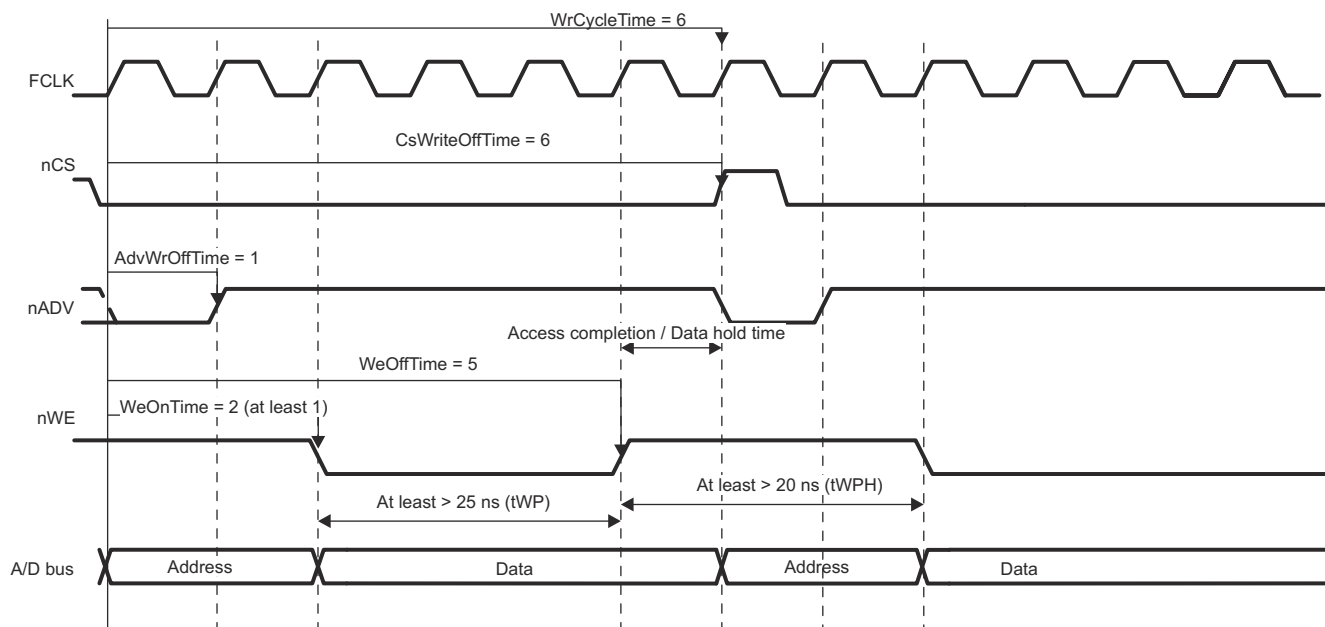 WrCycleTime = 6
FCLK
CsWriteOffTime = 6
nCS
AdvWrOffTime = 1
nADV
Access completion / Data hold time
WeOffTime = 5
WeOnTime = 2 (at least 1)
nWE
At least > 25 ns (tWP)
At least > 20 ns (tWPH)
A/D bus
Address
Data
Address
Data